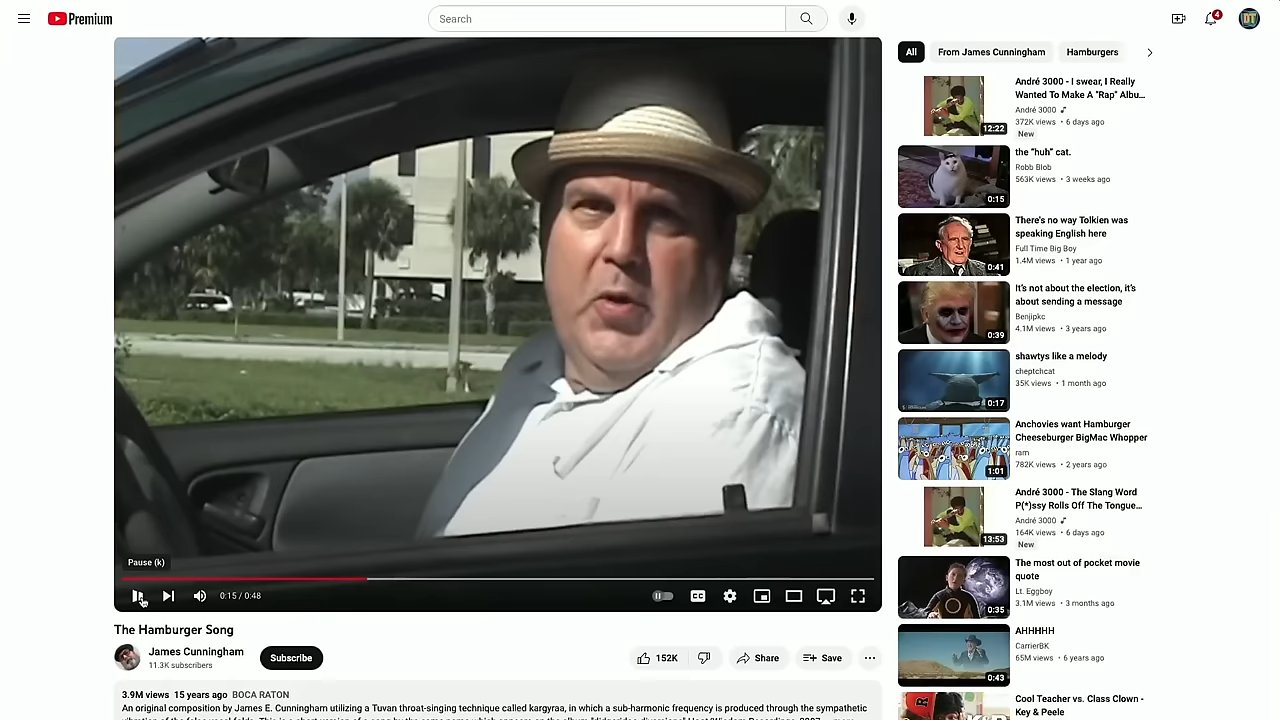 Premium
Search
4
DT
Pause (k)
0:15 / 0:48
CC
The Hamburger Song
James Cunningham
11.3K subscribers
Subscribe
152K
Share
Save
3.9M views 15 years ago BOCA RATON
An original composition by James Cunningham utilizing a Tuvan throat-singing technique called kargyraa, in which a sub-harmonic frequency is produced through the sympathetic
All
From James Cunningham
Hamburgers
12:22
André 3000 - I swear, I Really
Wanted To Make A "Rap" Albu...
André 3000
372K views • 6 days ago
New
0:15
the "huh" cat.
Robb Blob
563K views • 3 weeks ago
0:41
There's no way Tolkien was
speaking English here
Full Time Big Boy
1.4M views • 1 year ago
0:39
It's not about the election, it's
about sending a message
Benjipkc
4.1M views • 3 years ago
0:17
shawtys like a melody
cheptchcat
35K views • 1 month ago
1:01
Anchovies want Hamburger
Cheeseburger BigMac Whopper
ram
782K views • 2 years ago
13:53
André 3000 - The Slang Word
P(*)ssy Rolls Off The Tongue...
André 3000
164K views • 6 days ago
New
0:35
The most out of pocket movie
quote
Lt. Eggboy
3.1M views • 3 months ago
0:43
AHHHHH
CarrierBK
65M views • 6 years ago
Cool Teacher vs. Class Clown -
Key & Peele